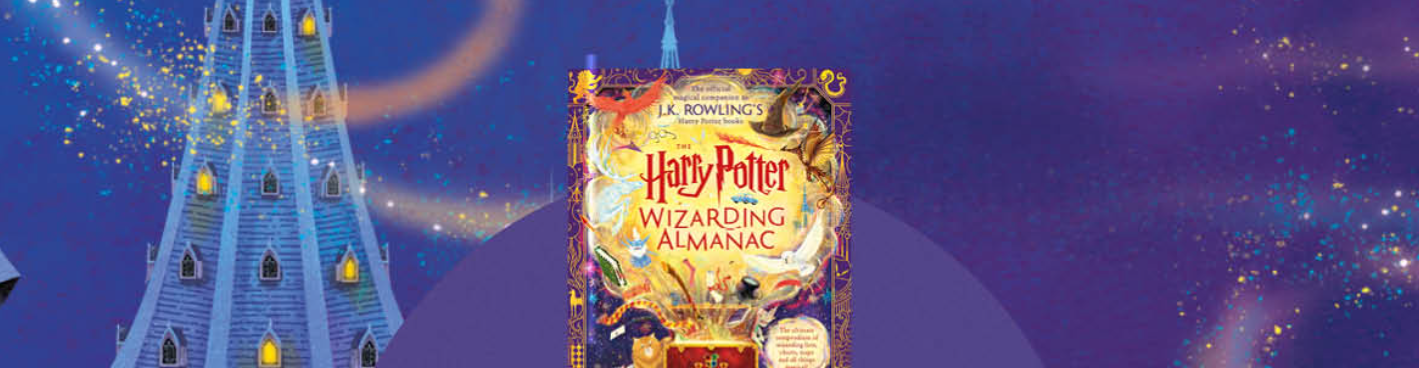 The official
magical companion to
J.K. ROWLING'S
Harry Potter books
THE
Harry Potter
WIZARDING
ALMANAC
The ultimate
compendium of
wizarding lists,
charts, maps
and all things